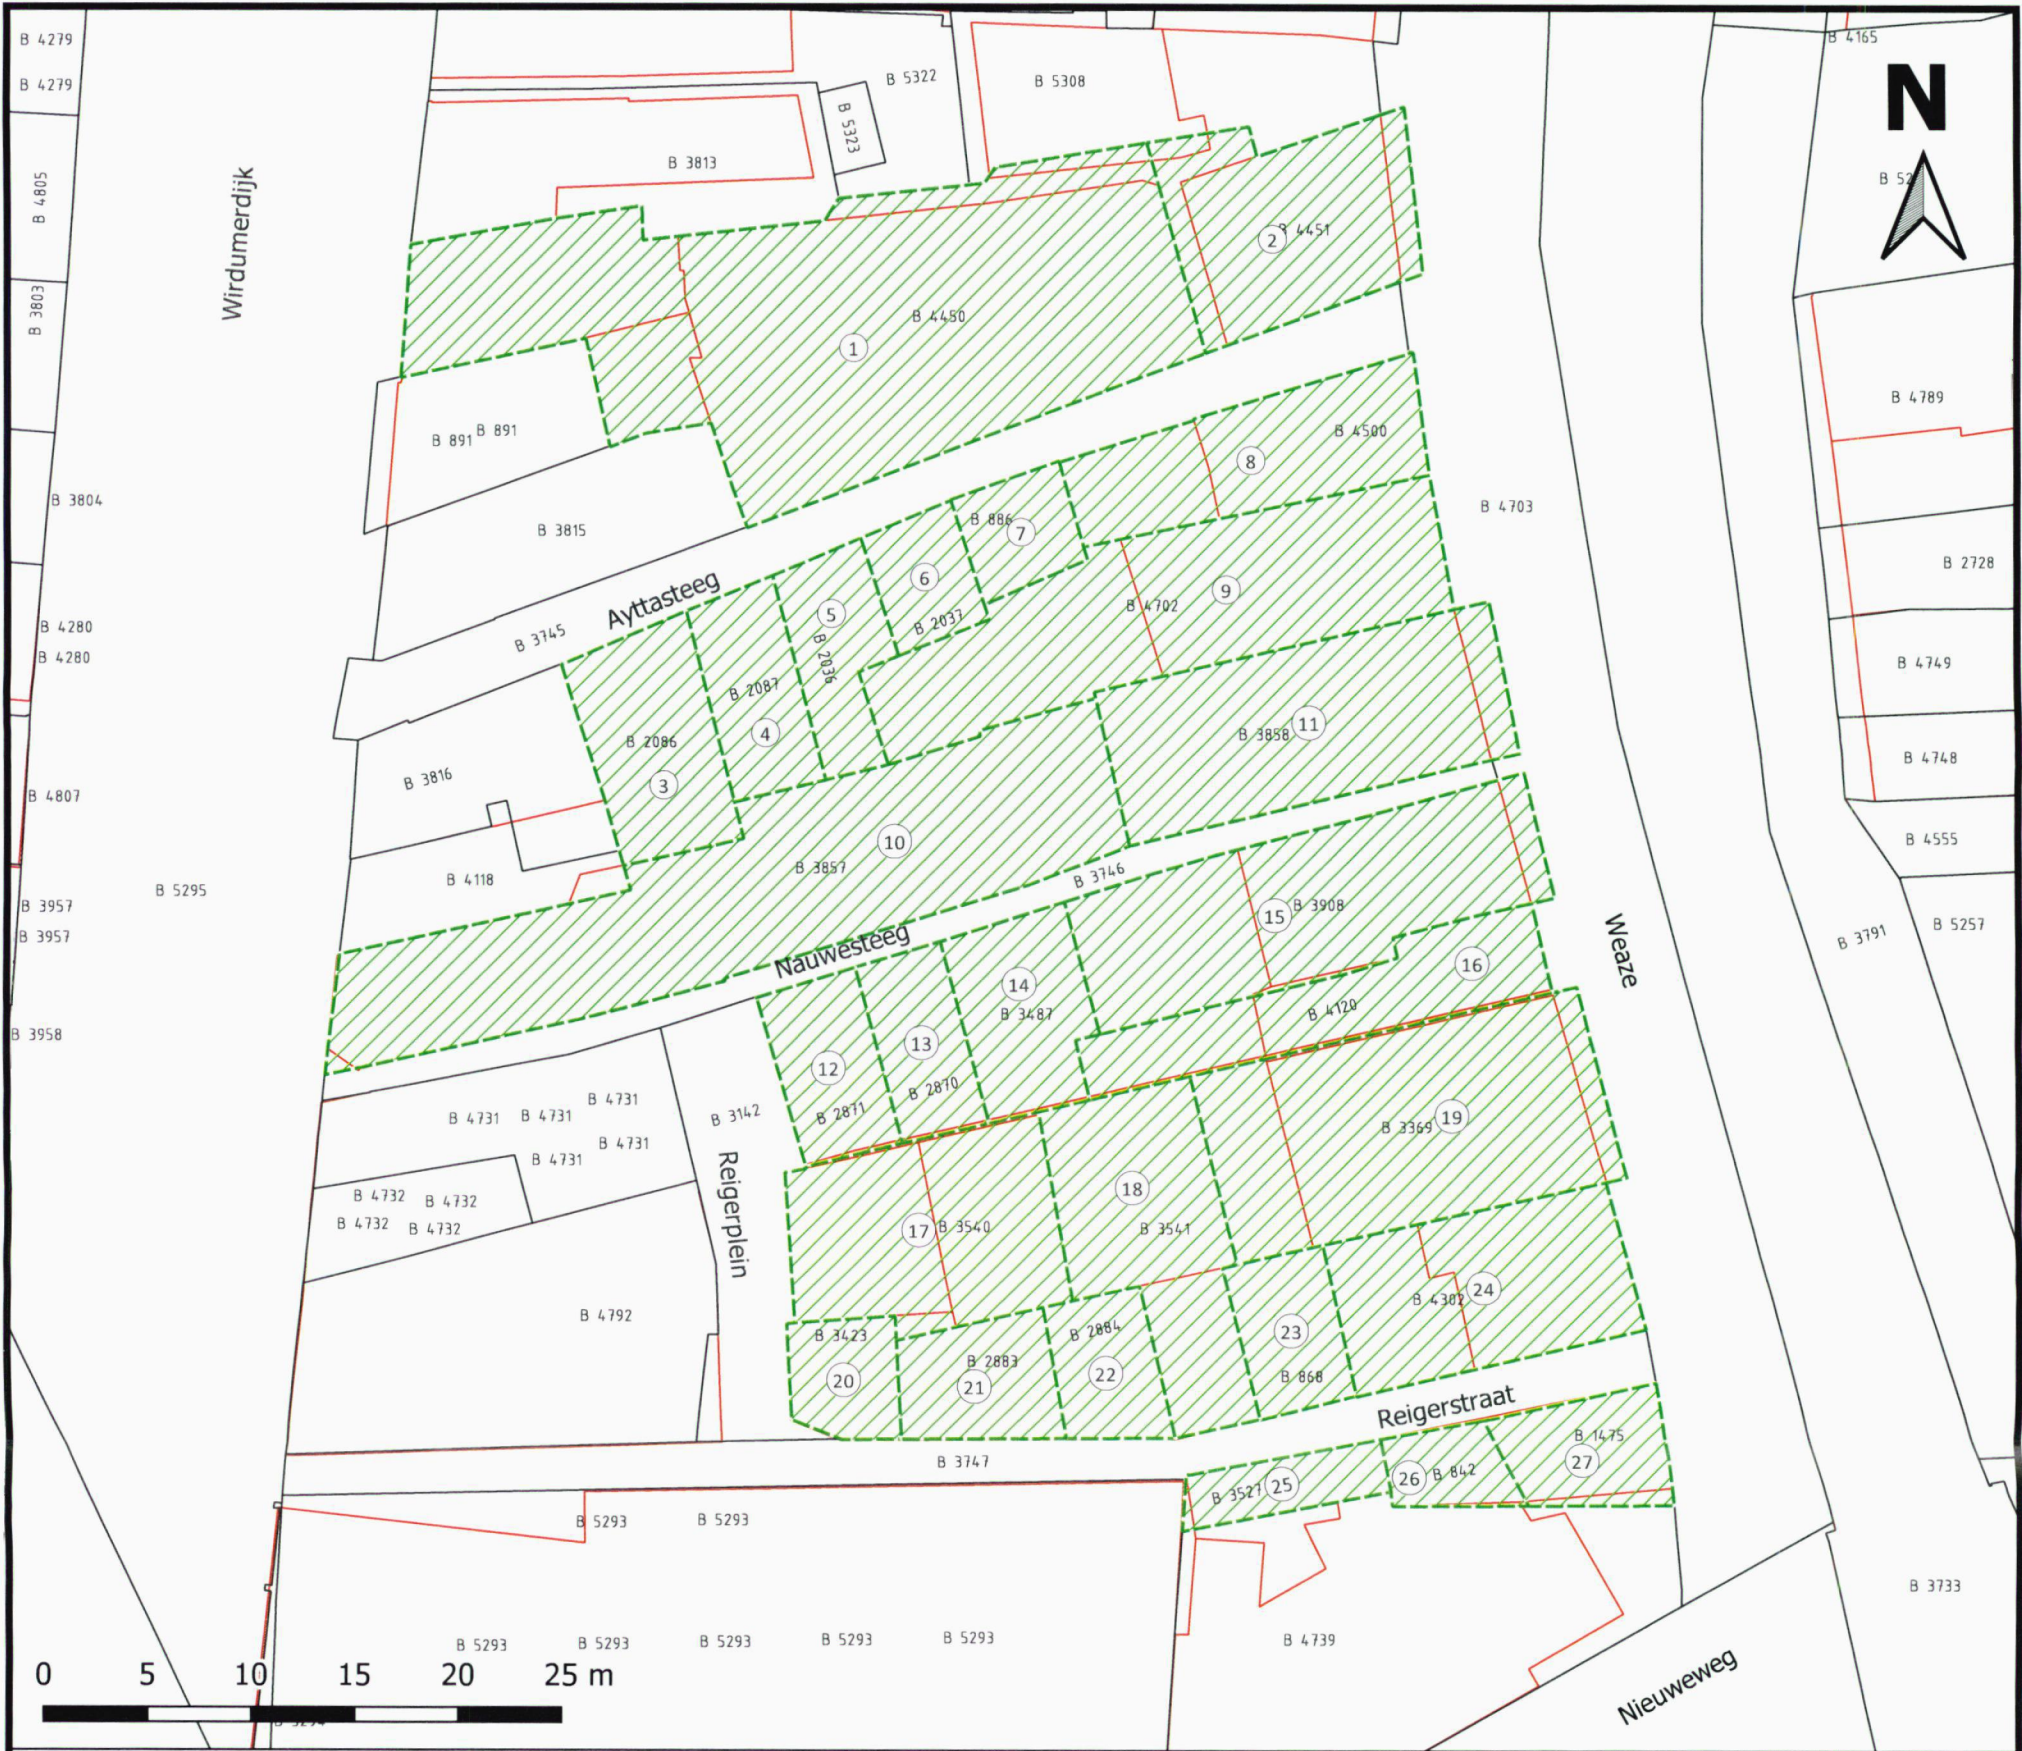 B 4279
B 4279
B 4805
B 3803
B 3804
B 4280
B 4280
B 4807
B 3957
B 3957
B 3958
B 5295
Wirdumerdijk
B 3813
B 5323
B 5322
B 5308
B 4165
N
B 4450
1
2
B 4451
B 891
B 891
B 3815
Ayttasteeg
B 3745
B 4500
8
B 886
7
6
B 2037
5
B 2036
B 2087
4
B 2086
3
B 4702
9
B 4703
B 4789
B 2728
B 4749
B 4748
B 4555
B 5257
B 3791
B 3858
11
B 3816
B 4118
10
B 3857
B 3746
Nauwesteeg
15
B 3908
16
B 4120
Weaze
14
B 3487
13
B 2870
12
B 2871
B 3142
Reigerplein
B 4731
B 4731
B 4731
B 4731
B 4731
B 4732
B 4732
B 4732
B 4732
B 4792
17
B 3540
18
B 3541
B 3369
19
B 3423
20
B 2883
21
B 2884
22
23
B 868
B 4302
24
Reigerstraat
B 3747
B 3527
25
26
B 842
B 1475
27
B 5293
B 5293
B 5293
B 5293
B 5293
B 5293
B 5293
B 4739
B 3733
Nieuweweg
0 5 10 15 20 25 m